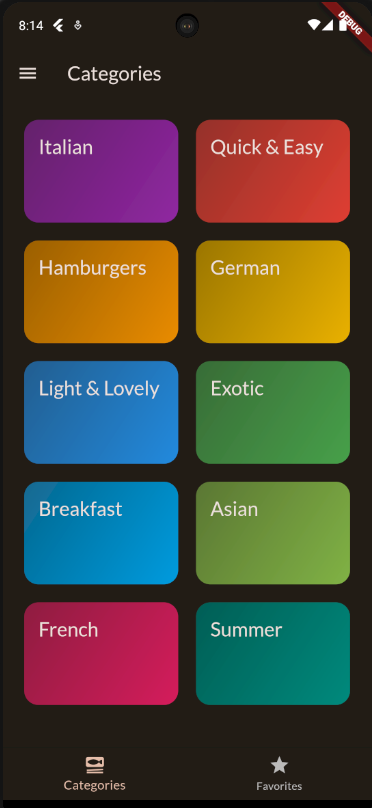 8:14
DEBUG
Categories
Italian
Quick & Easy
Hamburgers
German
Light & Lovely
Exotic
Breakfast
Asian
French
Summer
Categories
Favorites